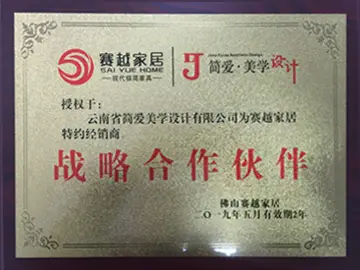 赛越家居
SAI YUE HOME
现代极简家具
简爱·美学设计
授权于：
云南省简爱美学设计有限公司为赛越家居
特约经销商
战略合作伙伴
佛山赛越家居
二〇一九年五月有效期2年